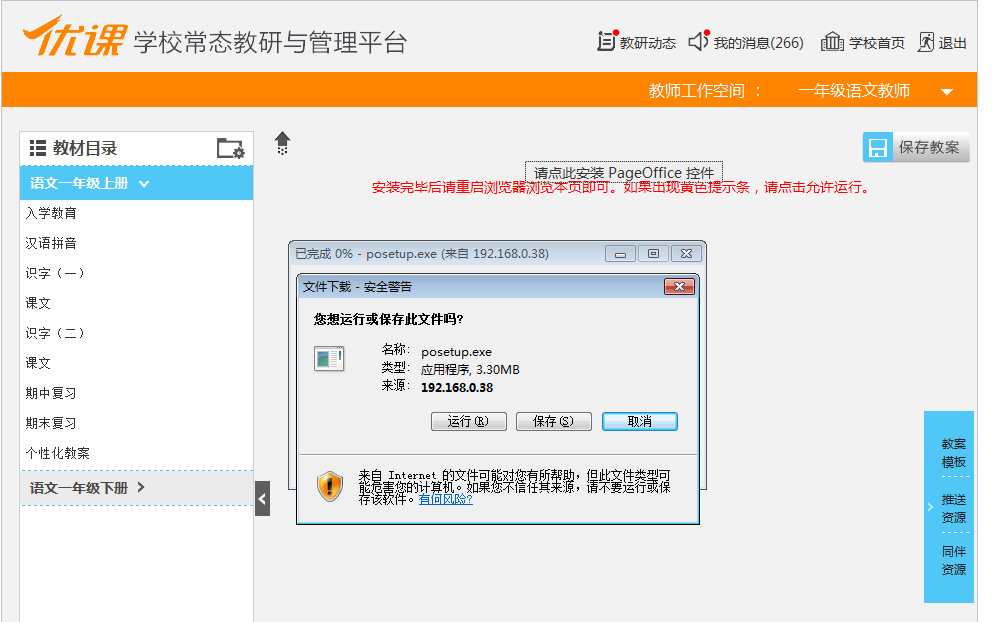 优课 学校常态教研与管理平台
教研动态 我的消息(266) 学校首页 退出
教师工作空间 ： 一年级语文教师
教材目录
语文一年级上册
入学教育
汉语拼音
识字（一）
课文
识字（二）
课文
期中复习
期末复习
个性化教案
语文一年级下册
保存教案
请点此安装 PageOffice 控件
安装完毕后请重启浏览器浏览本页即可。如果出现黄色提示条，请点击允许运行。
已完成 0% - posetup.exe (来自 192.168.0.38)
文件下载 - 安全警告
您想运行或保存此文件吗?
名称: posetup.exe
类型: 应用程序, 3.30MB
来源: 192.168.0.38
运行(R) 保存(S) 取消
来自 Internet 的文件可能对您有所帮助，但此文件类型可
能危害您的计算机。如果您不信任其来源，请不要运行或保
存该软件。有何风险?
教案
模板
推送
资源
同伴
资源